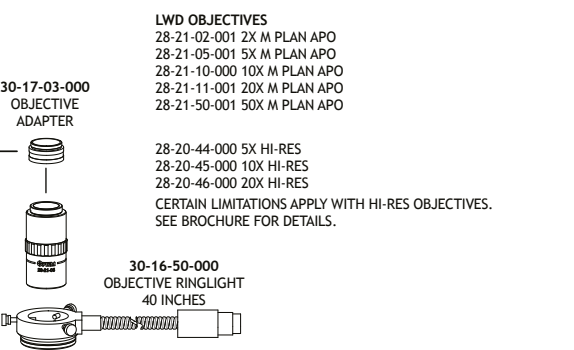 LWD OBJECTIVES
28-21-02-001 2X M PLAN APO
28-21-05-001 5X M PLAN APO
28-21-10-000 10X M PLAN APO
28-21-11-001 20X M PLAN APO
28-21-50-001 50X M PLAN APO
30-17-03-000
OBJECTIVE
ADAPTER
28-20-44-000 5X HI-RES
28-20-45-000 10X HI-RES
28-20-46-000 20X HI-RES
CERTAIN LIMITATIONS APPLY WITH HI-RES OBJECTIVES.
SEE BROCHURE FOR DETAILS.
30-16-50-000
OBJECTIVE RINGLIGHT
40 INCHES